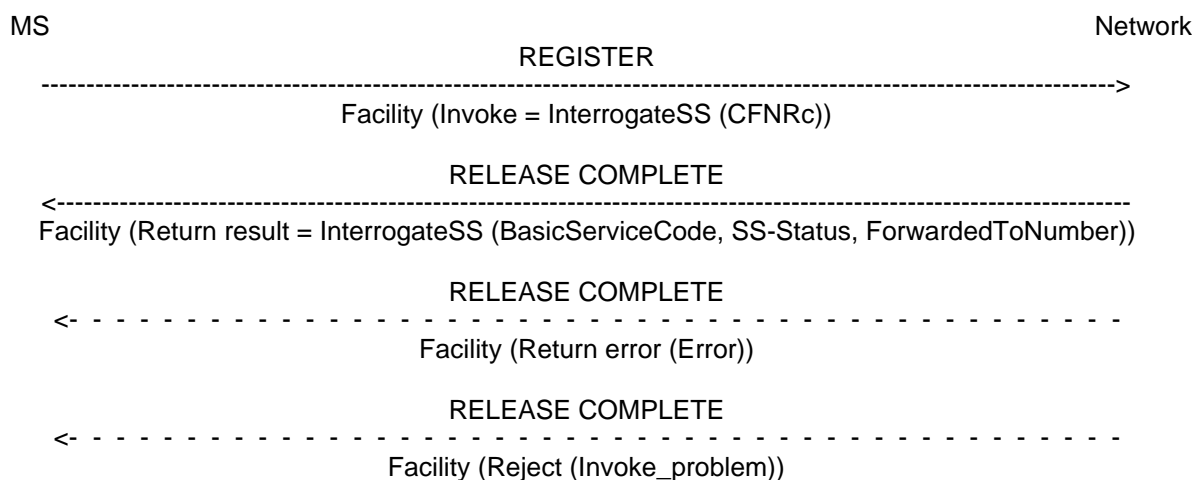 MS Network
REGISTER
Facility (Invoke = InterrogateSS (CFNRc))
RELEASE COMPLETE
Facility (Return result = InterrogateSS (BasicServiceCode, SS-Status, ForwardedToNumber))
RELEASE COMPLETE
Facility (Return error (Error))
RELEASE COMPLETE
Facility (Reject (Invoke_problem))